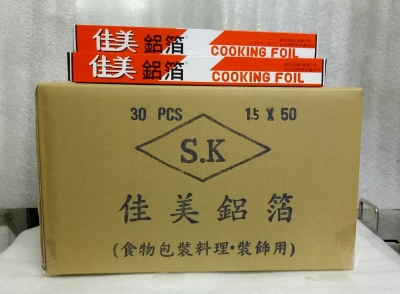 佳美 鋁箔 COOKING FOIL
佳美 鋁箔 COOKING FOIL
30 PCS 1.5 X 50
S.K
佳美鋁箔
(食物包裝料理·裝飾用)